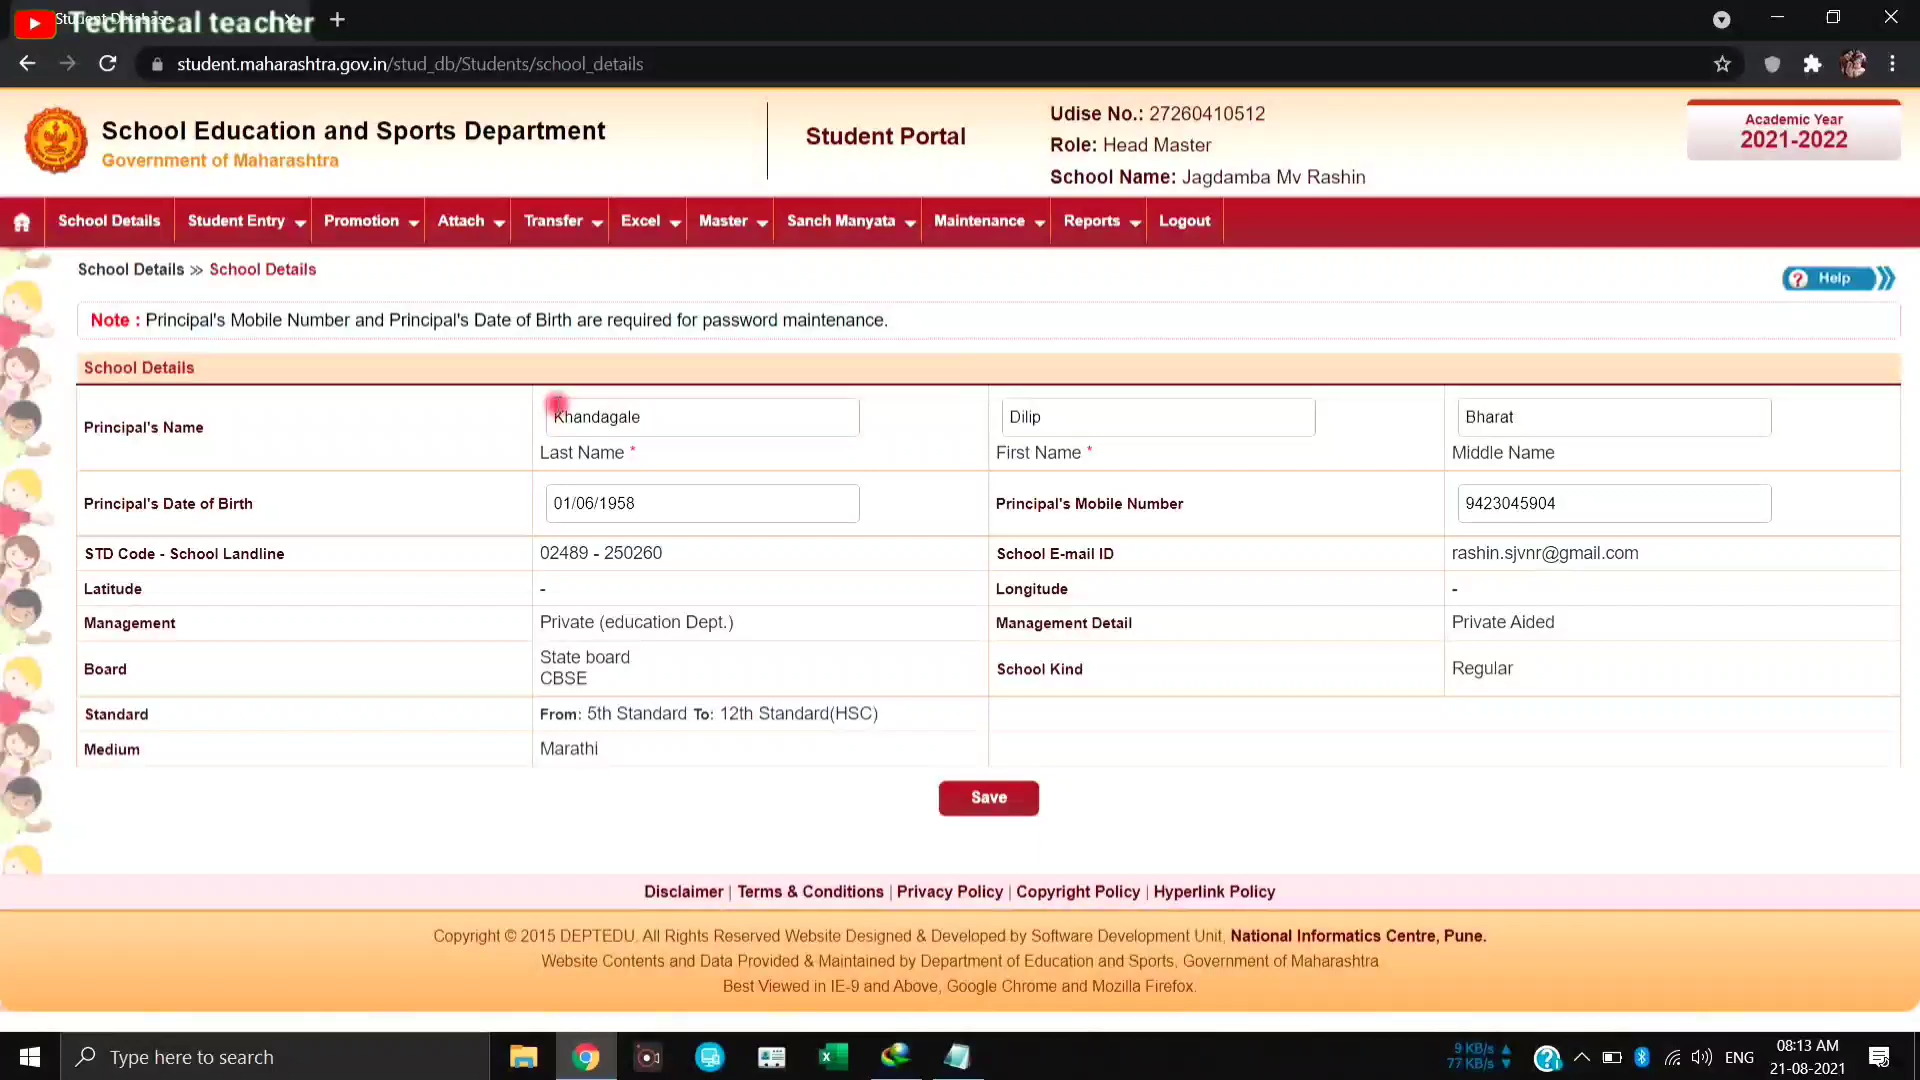 Student Database
Technical teacher
student.maharashtra.gov.in/stud_db/Students/school_details
School Education and Sports Department
Government of Maharashtra
Student Portal
Udise No.: 27260410512
Role: Head Master
School Name: Jagdamba Mv Rashin
Academic Year
2021-2022
School Details Student Entry Promotion Attach Transfer Excel Master Sanch Manyata Maintenance Reports Logout
School Details >> School Details
? Help
Note : Principal's Mobile Number and Principal's Date of Birth are required for password maintenance.
School Details
Principal's Name Khandagale Dilip Bharat
Last Name * First Name * Middle Name
Principal's Date of Birth 01/06/1958 Principal's Mobile Number 9423045904
STD Code - School Landline 02489 - 250260 School E-mail ID rashin.sjvnr@gmail.com
Latitude - Longitude -
Management Private (education Dept.) Management Detail Private Aided
Board State board CBSE School Kind Regular
Standard From: 5th Standard To: 12th Standard(HSC)
Medium Marathi
Save
Disclaimer | Terms & Conditions | Privacy Policy | Copyright Policy | Hyperlink Policy
Copyright © 2015 DEPTEDU. All Rights Reserved Website Designed & Developed by Software Development Unit, National Informatics Centre, Pune.
Website Contents and Data Provided & Maintained by Department of Education and Sports, Government of Maharashtra
Best Viewed in IE-9 and Above, Google Chrome and Mozilla Firefox.
Type here to search
9 KB/s
77 KB/s
ENG
08:13 AM
21-08-2021